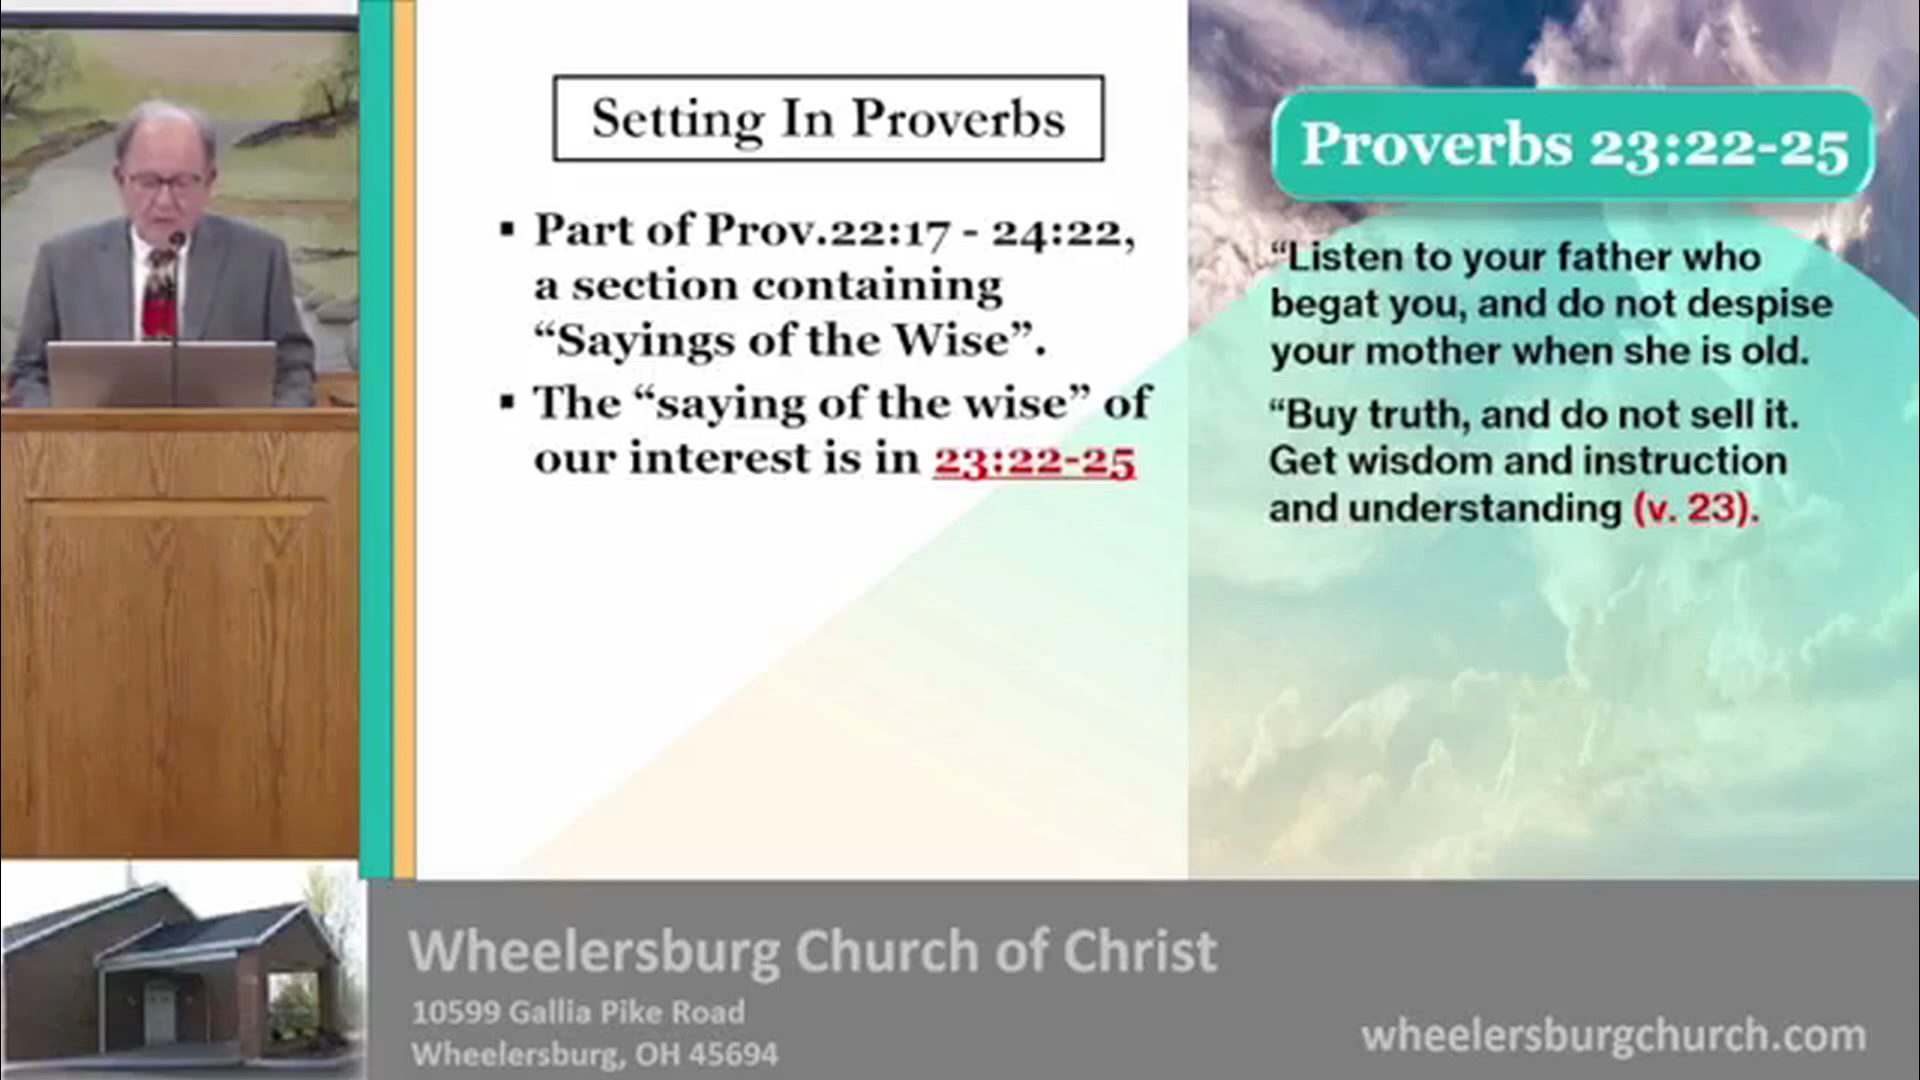 Setting In Proverbs
▪ Part of Prov.22:17 - 24:22,
a section containing
“Sayings of the Wise”.
▪ The “saying of the wise” of
our interest is in 23:22-25
Proverbs 23:22-25
“Listen to your father who
begat you, and do not despise
your mother when she is old.
“Buy truth, and do not sell it.
Get wisdom and instruction
and understanding (v. 23).
Wheelersburg Church of Christ
10599 Gallia Pike Road
Wheelersburg, OH 45694
wheelersburgchurch.com